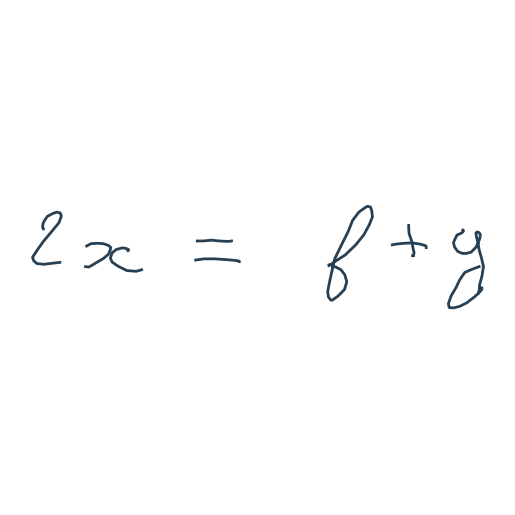 2x = f + y